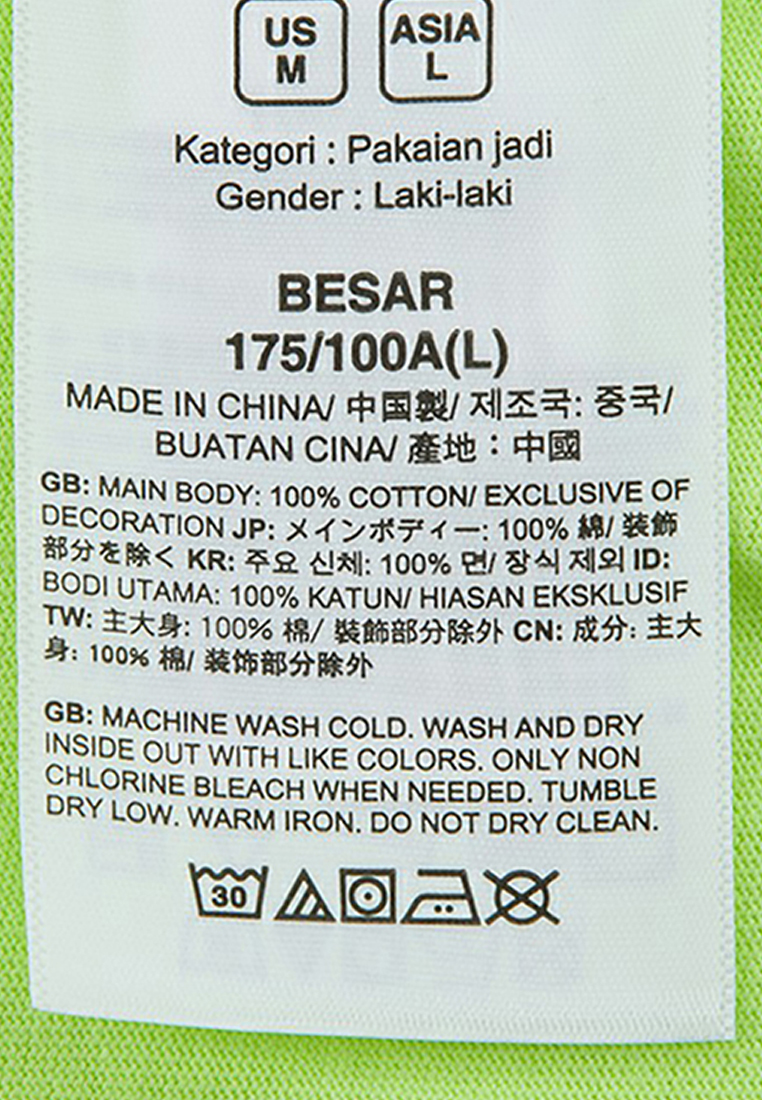 US
M
ASIA
L
Kategori : Pakaian jadi
Gender : Laki-laki
BESAR
175/100A(L)
MADE IN CHINA/ 中国製/ 제조국: 중국/
BUATAN CINA/ 產地：中國
GB: MAIN BODY: 100% COTTON/ EXCLUSIVE OF
DECORATION JP: メインボディー: 100% 綿/ 装飾
部分を除く KR: 주요 신체: 100% 면/ 장식 제외 ID:
BODI UTAMA: 100% KATUN/ HIASAN EKSKLUSIF
TW: 主大身: 100% 棉/ 裝飾部分除外 CN: 成分: 主大
身: 100% 棉/ 装饰部分除外
GB: MACHINE WASH COLD. WASH AND DRY
INSIDE OUT WITH LIKE COLORS. ONLY NON
CHLORINE BLEACH WHEN NEEDED. TUMBLE
DRY LOW. WARM IRON. DO NOT DRY CLEAN.
30